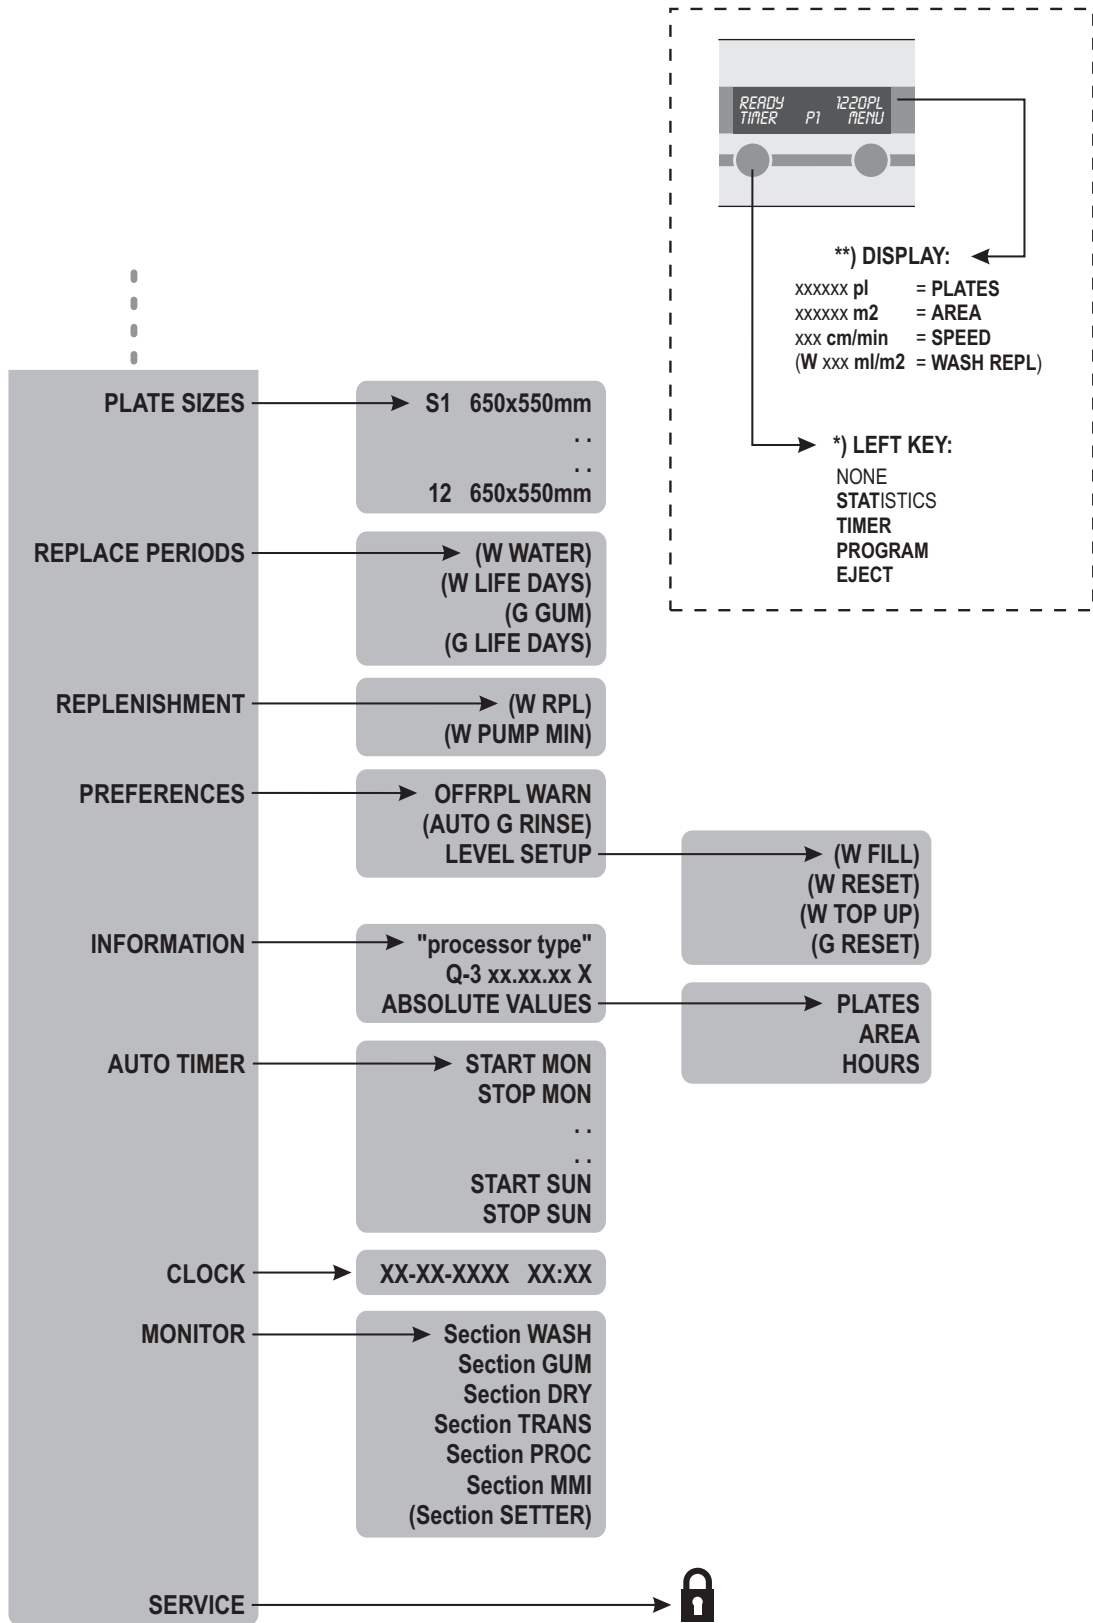 READY 1220PL
TIMER P1 MENU
**) DISPLAY:
xxxxxx pl = PLATES
xxxxxx m2 = AREA
xxx cm/min = SPEED
(W xxx ml/m2 = WASH REPL)
*) LEFT KEY:
NONE
STATISTICS
TIMER
PROGRAM
EJECT
PLATE SIZES
S1 650x550mm
. .
. .
12 650x550mm
REPLACE PERIODS
(W WATER)
(W LIFE DAYS)
(G GUM)
(G LIFE DAYS)
REPLENISHMENT
(W RPL)
(W PUMP MIN)
PREFERENCES
OFFRPL WARN
(AUTO G RINSE)
LEVEL SETUP
(W FILL)
(W RESET)
(W TOP UP)
(G RESET)
INFORMATION
"processor type"
Q-3 xx.xx.xx X
ABSOLUTE VALUES
PLATES
AREA
HOURS
AUTO TIMER
START MON
STOP MON
. .
. .
START SUN
STOP SUN
CLOCK
XX-XX-XXXX XX:XX
MONITOR
Section WASH
Section GUM
Section DRY
Section TRANS
Section PROC
Section MMI
(Section SETTER)
SERVICE